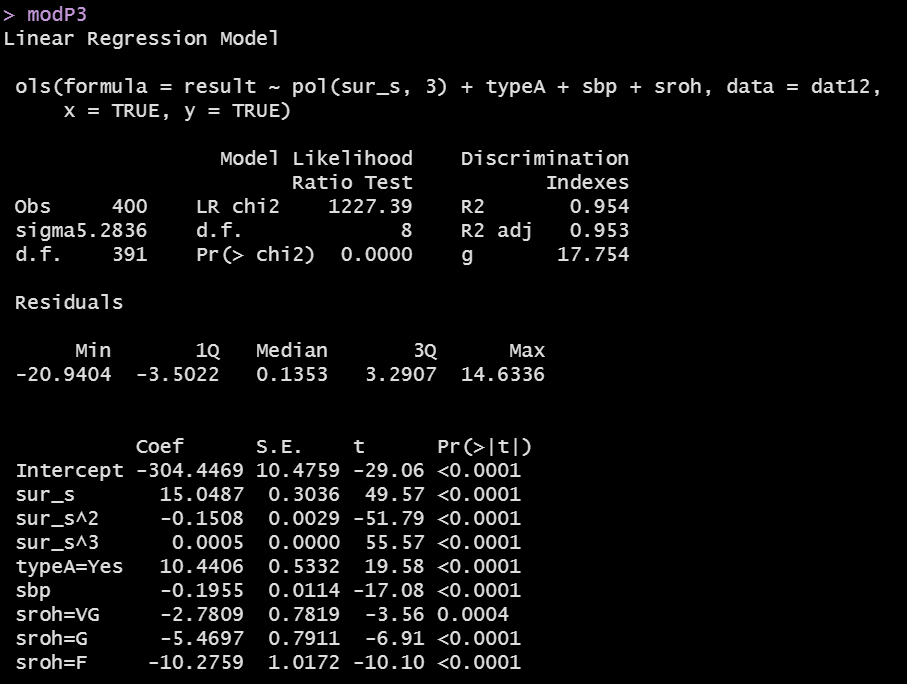 > modP3
Linear Regression Model
ols(formula = result ~ pol(sur_s, 3) + typeA + sbp + sroh, data = dat12,
x = TRUE, y = TRUE)
Model Likelihood Discrimination
Ratio Test Indexes
Obs 400 LR chi2 1227.39 R2 0.954
sigma5.2836 d.f. 8 R2 adj 0.953
d.f. 391 Pr(> chi2) 0.0000 g 17.754
Residuals
Min 1Q Median 3Q Max
-20.9404 -3.5022 0.1353 3.2907 14.6336
Coef S.E. t Pr(>|t|)
Intercept -304.4469 10.4759 -29.06 <0.0001
sur_s 15.0487 0.3036 49.57 <0.0001
sur_s^2 -0.1508 0.0029 -51.79 <0.0001
sur_s^3 0.0005 0.0000 55.57 <0.0001
typeA=Yes 10.4406 0.5332 19.58 <0.0001
sbp -0.1955 0.0114 -17.08 <0.0001
sroh=VG -2.7809 0.7819 -3.56 0.0004
sroh=G -5.4697 0.7911 -6.91 <0.0001
sroh=F -10.2759 1.0172 -10.10 <0.0001